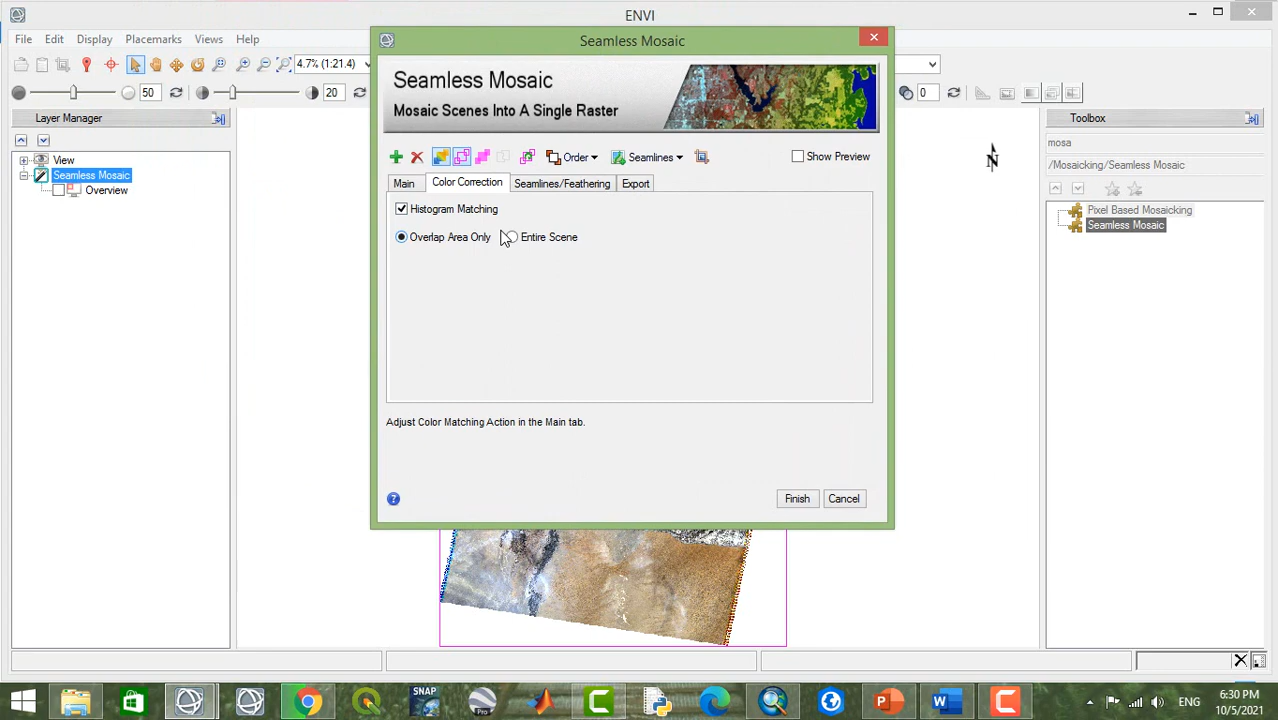 ENVI
File Edit Display Placemarks Views Help
4.7% (1:21.4)
50
20
0
Seamless Mosaic
Seamless Mosaic
Mosaic Scenes Into A Single Raster
Order
Seamlines
Show Preview
Main
Color Correction
Seamlines/Feathering
Export
Histogram Matching
Overlap Area Only
Entire Scene
Adjust Color Matching Action in the Main tab.
Finish
Cancel
Layer Manager
View
Seamless Mosaic
Overview
N
Toolbox
mosa
/Mosaicking/Seamless Mosaic
Pixel Based Mosaicking
Seamless Mosaic
SNAP
Pro
ENG
6:30 PM
10/5/2021